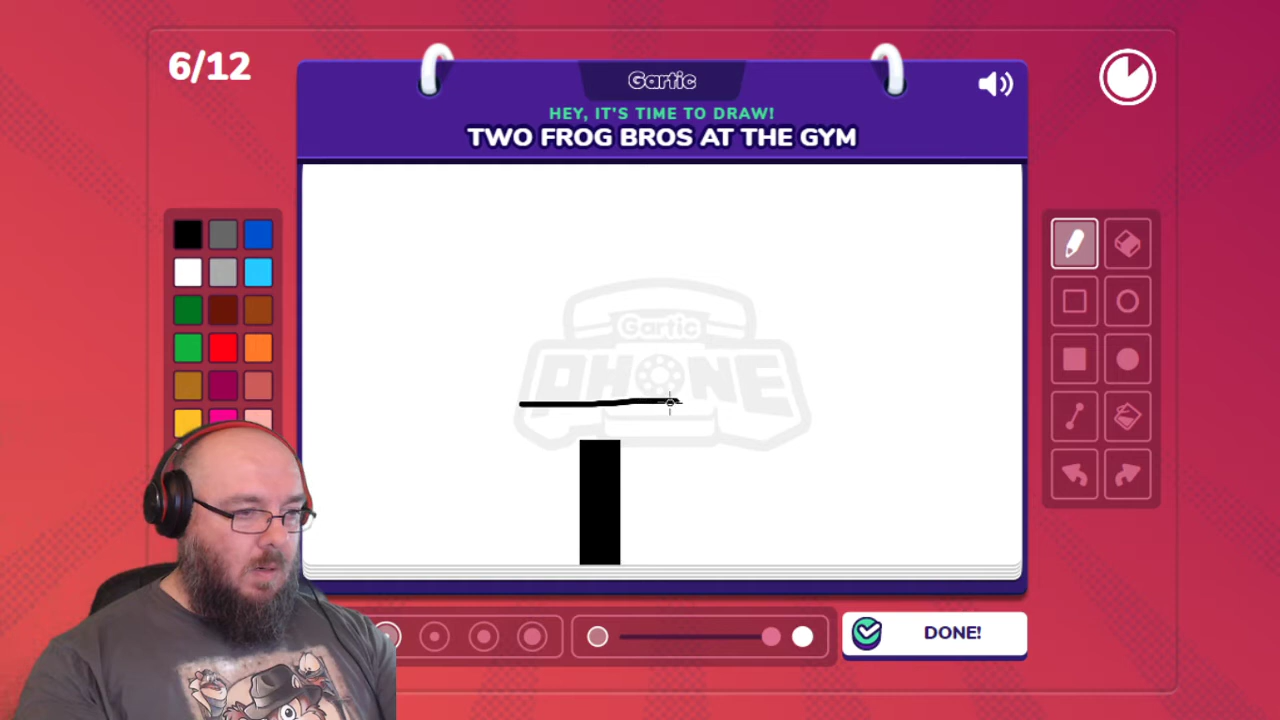 6/12
Gartic
HEY, IT'S TIME TO DRAW!
TWO FROG BROS AT THE GYM
Gartic
PHONE
DONE!